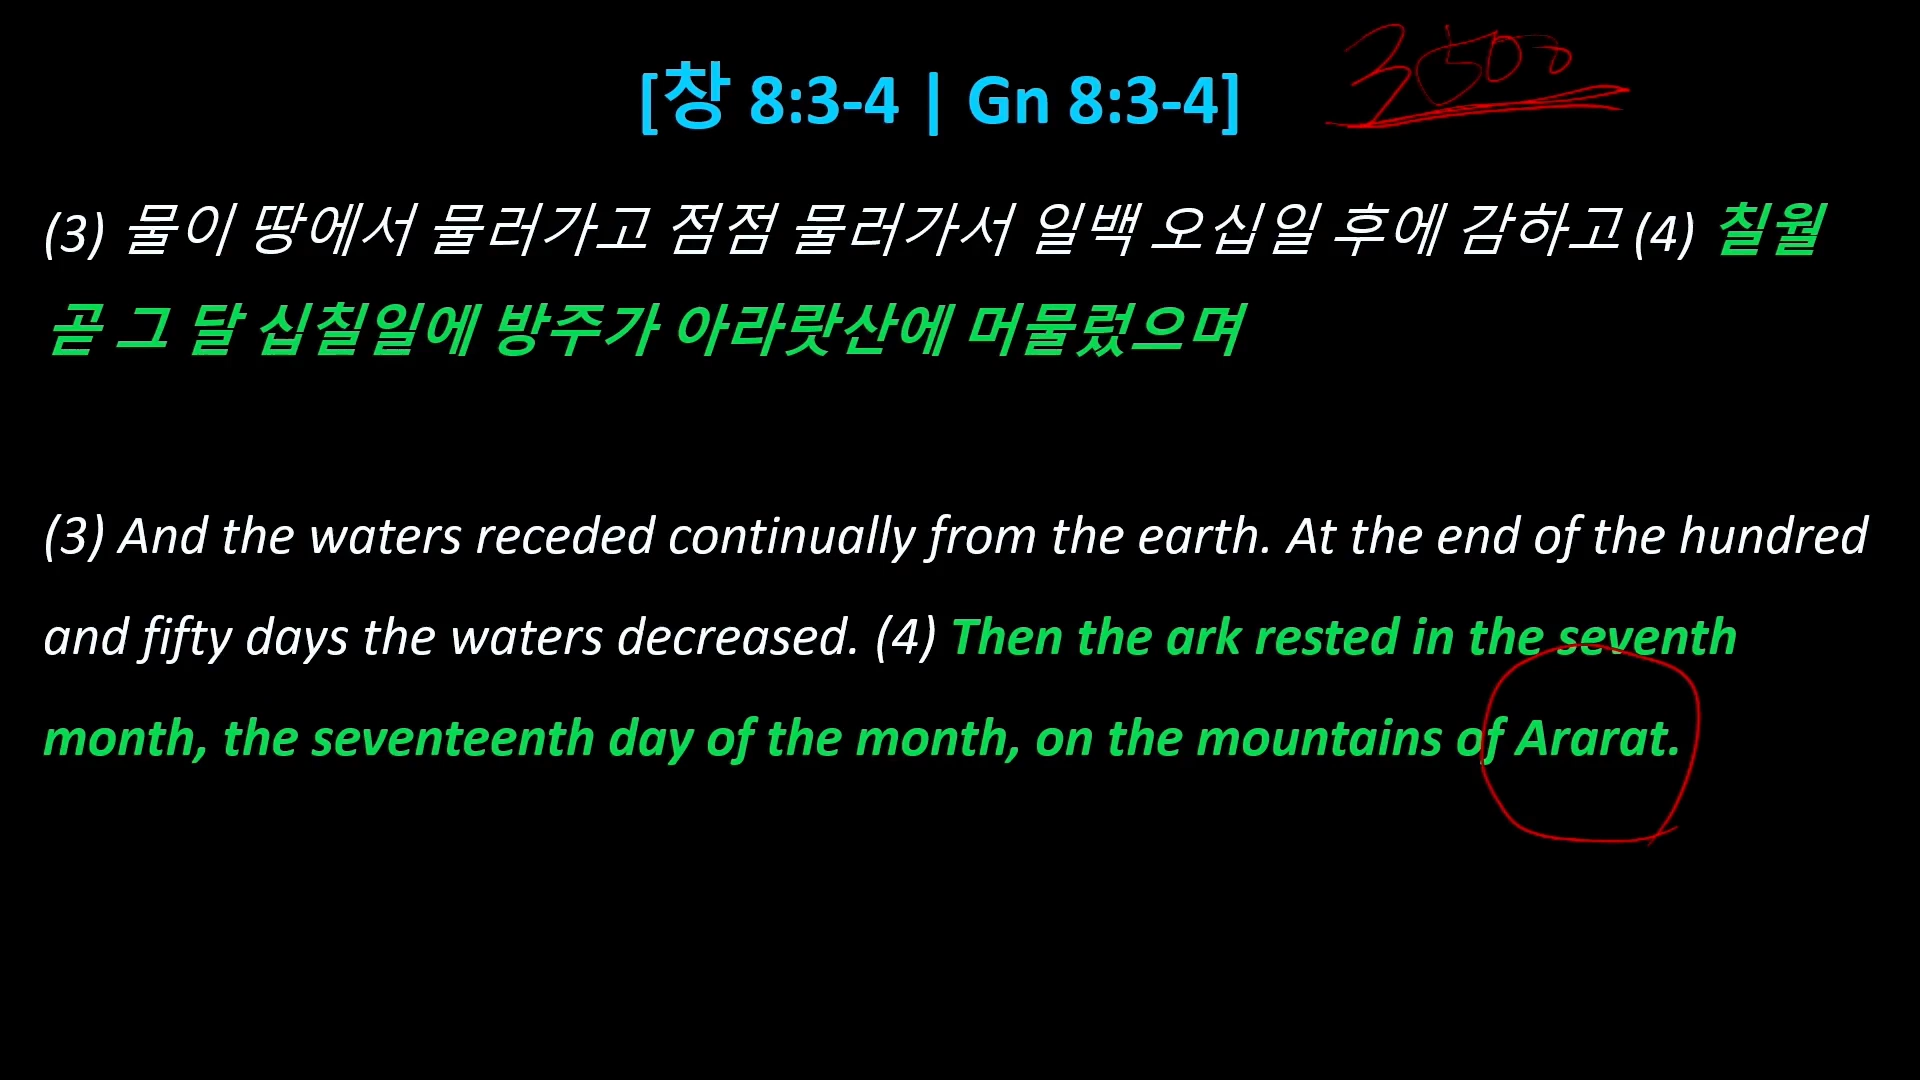 [창 8:3-4 | Gn 8:3-4]
3500
(3) 물이 땅에서 물러가고 점점 물러가서 일백 오십일 후에 감하고 (4) 칠월
곧 그 달 십칠일에 방주가 아라랏산에 머물렀으며
(3) And the waters receded continually from the earth. At the end of the hundred
and fifty days the waters decreased. (4) Then the ark rested in the seventh
month, the seventeenth day of the month, on the mountains of Ararat.